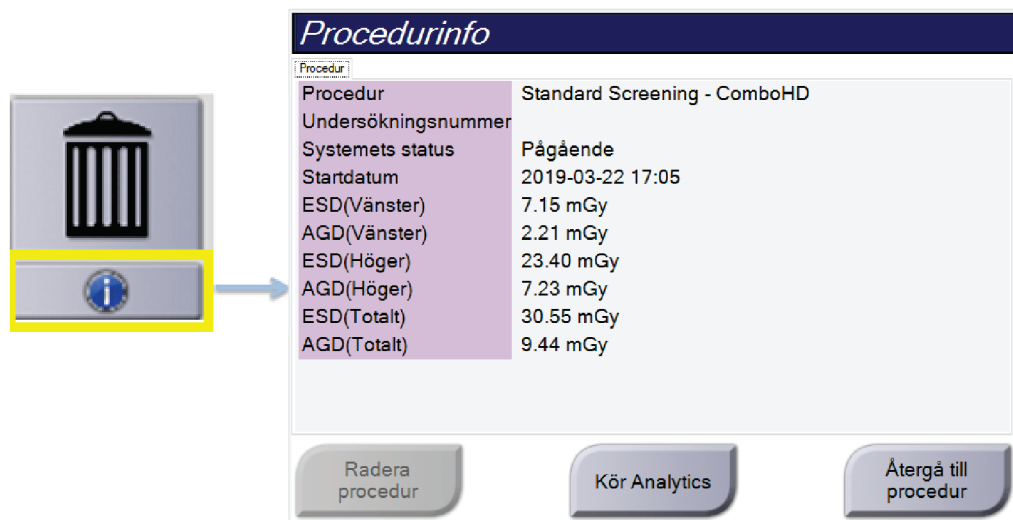 Procedurinfo
Procedur
Procedur Standard Screening - ComboHD
Undersökningsnummer
Systemets status Pågående
Startdatum 2019-03-22 17:05
ESD(Vänster) 7.15 mGy
AGD(Vänster) 2.21 mGy
ESD(Höger) 23.40 mGy
AGD(Höger) 7.23 mGy
ESD(Totalt) 30.55 mGy
AGD(Totalt) 9.44 mGy
Radera
procedur
Kör Analytics
Återgå till
procedur